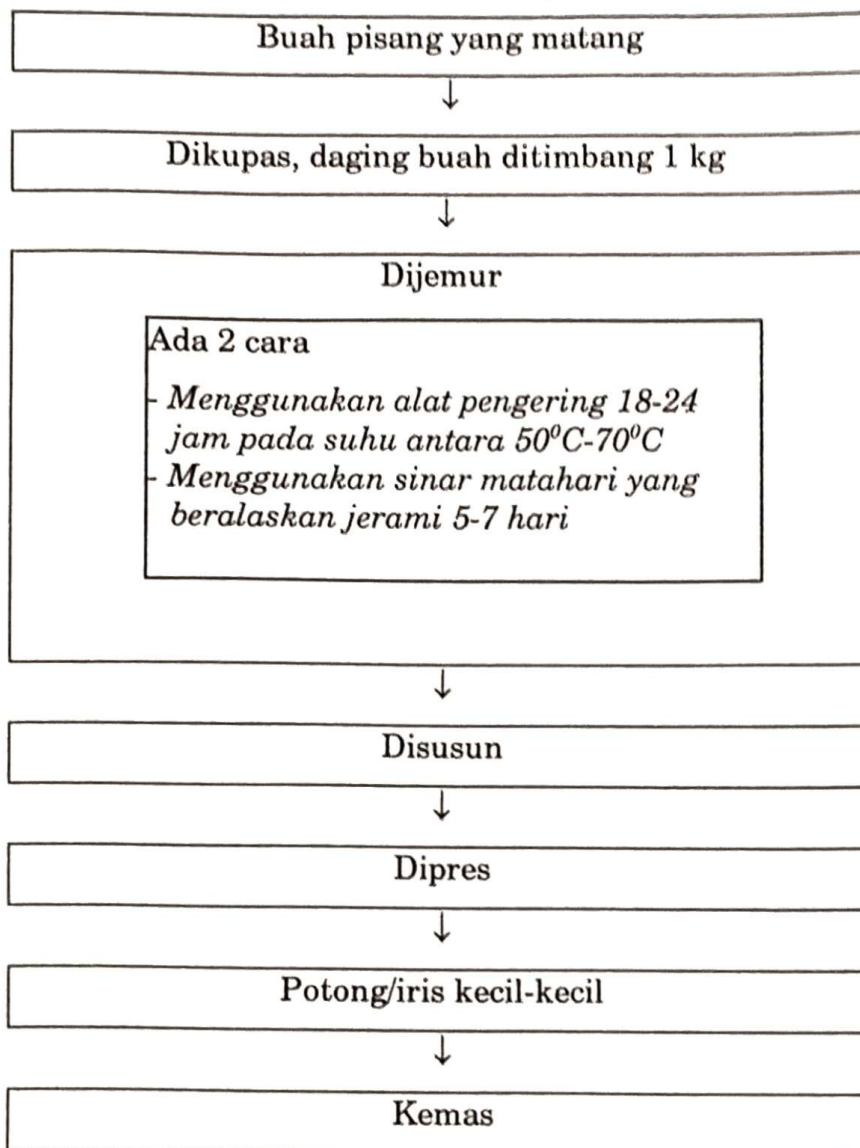 Buah pisang yang matang
↓
Dikupas, daging buah ditimbang 1 kg
↓
Dijemur
Ada 2 cara
- Menggunakan alat pengering 18-24
jam pada suhu antara 50⁰C-70⁰C
- Menggunakan sinar matahari yang
beralaskan jerami 5-7 hari
↓
Disusun
↓
Dipres
↓
Potong/iris kecil-kecil
↓
Kemas